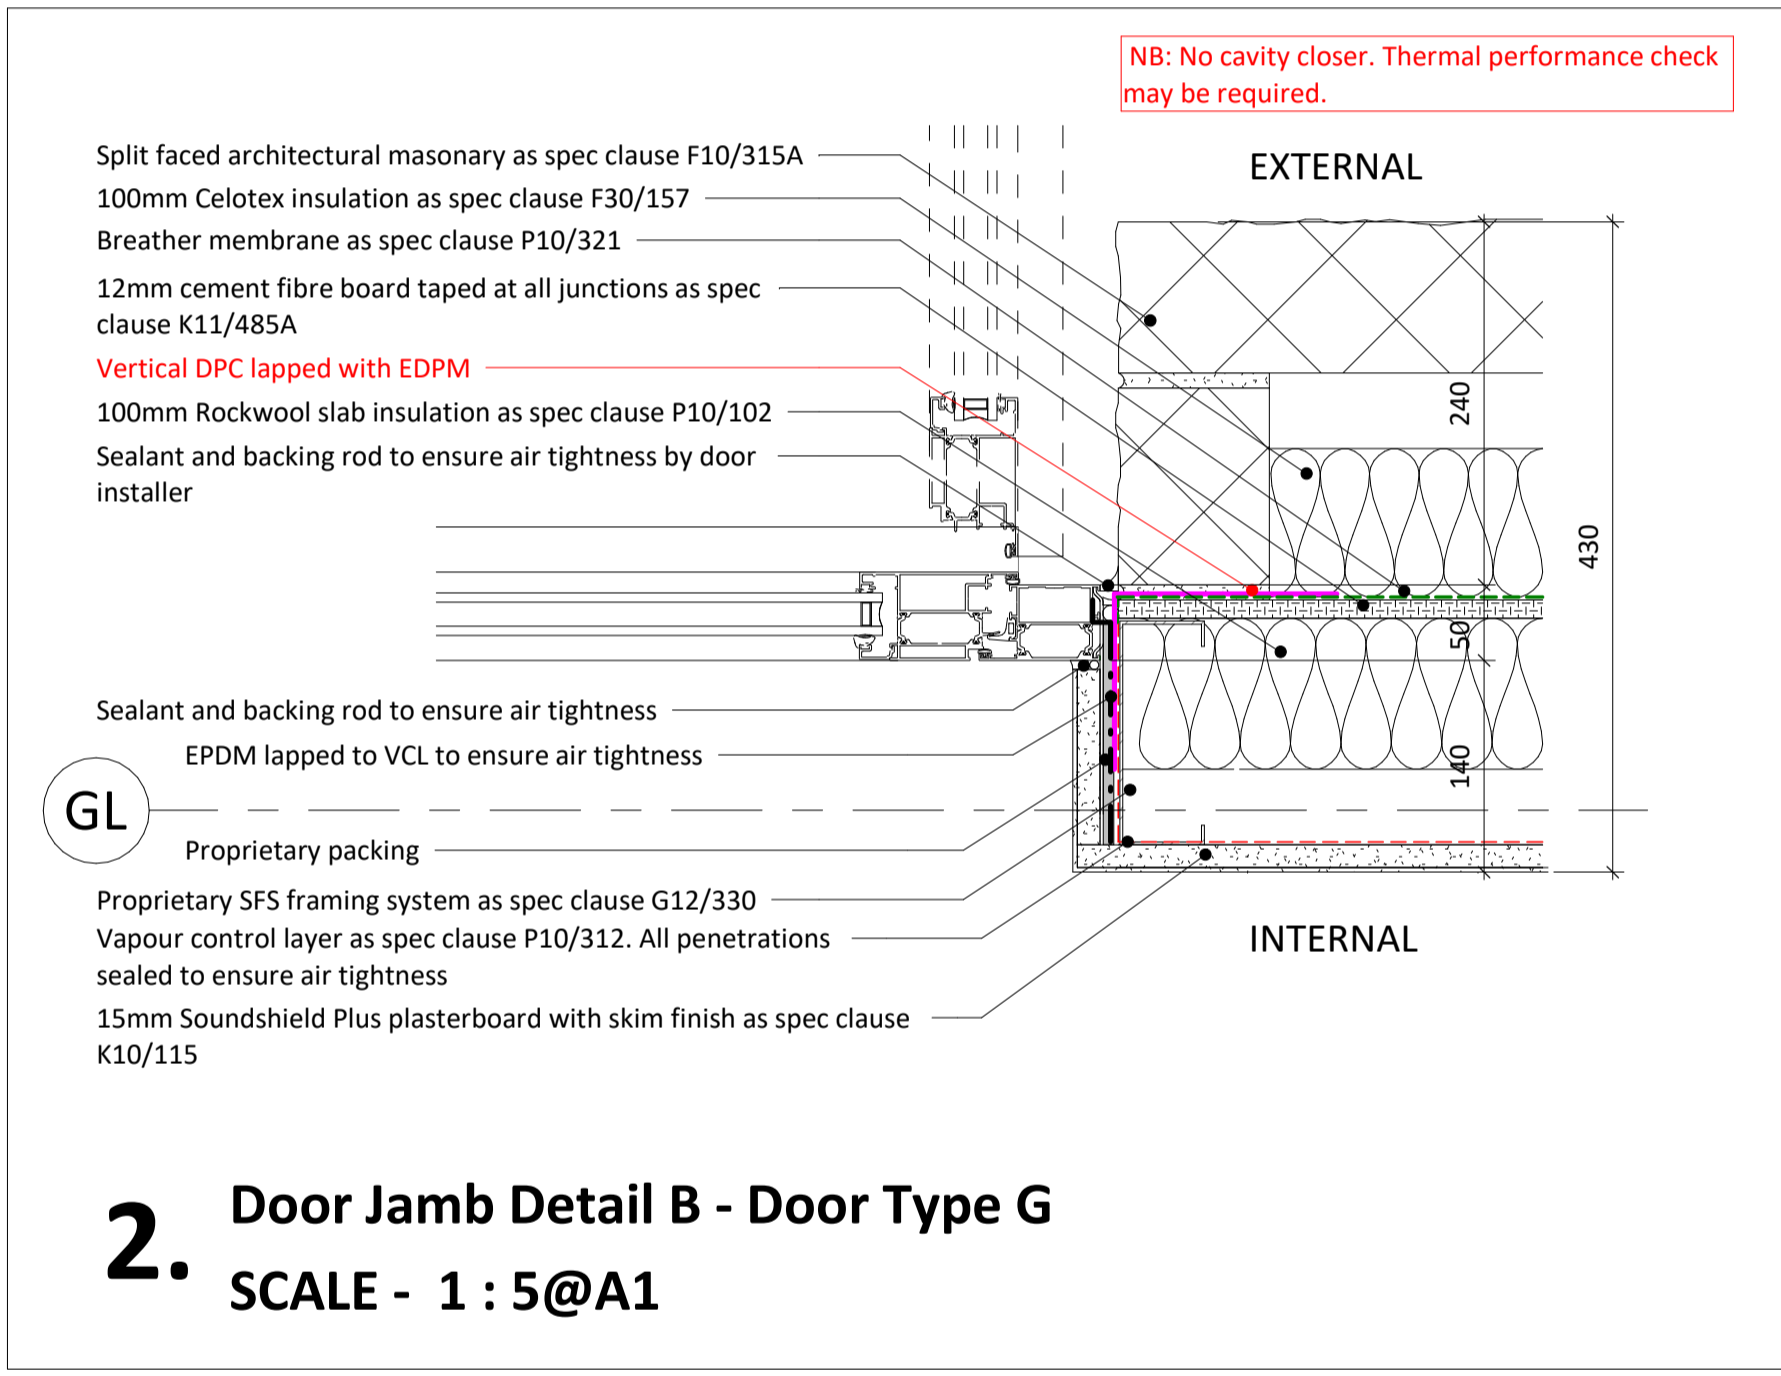 NB: No cavity closer. Thermal performance check
may be required.
EXTERNAL
Split faced architectural masonary as spec clause F10/315A
100mm Celotex insulation as spec clause F30/157
Breather membrane as spec clause P10/321
12mm cement fibre board taped at all junctions as spec
clause K11/485A
Vertical DPC lapped with EDPM
100mm Rockwool slab insulation as spec clause P10/102
Sealant and backing rod to ensure air tightness by door
installer
240
430
50
140
Sealant and backing rod to ensure air tightness
EPDM lapped to VCL to ensure air tightness
GL
Proprietary packing
Proprietary SFS framing system as spec clause G12/330
Vapour control layer as spec clause P10/312. All penetrations
sealed to ensure air tightness
INTERNAL
15mm Soundshield Plus plasterboard with skim finish as spec clause
K10/115
2.
Door Jamb Detail B - Door Type G
SCALE - 1 : 5@A1